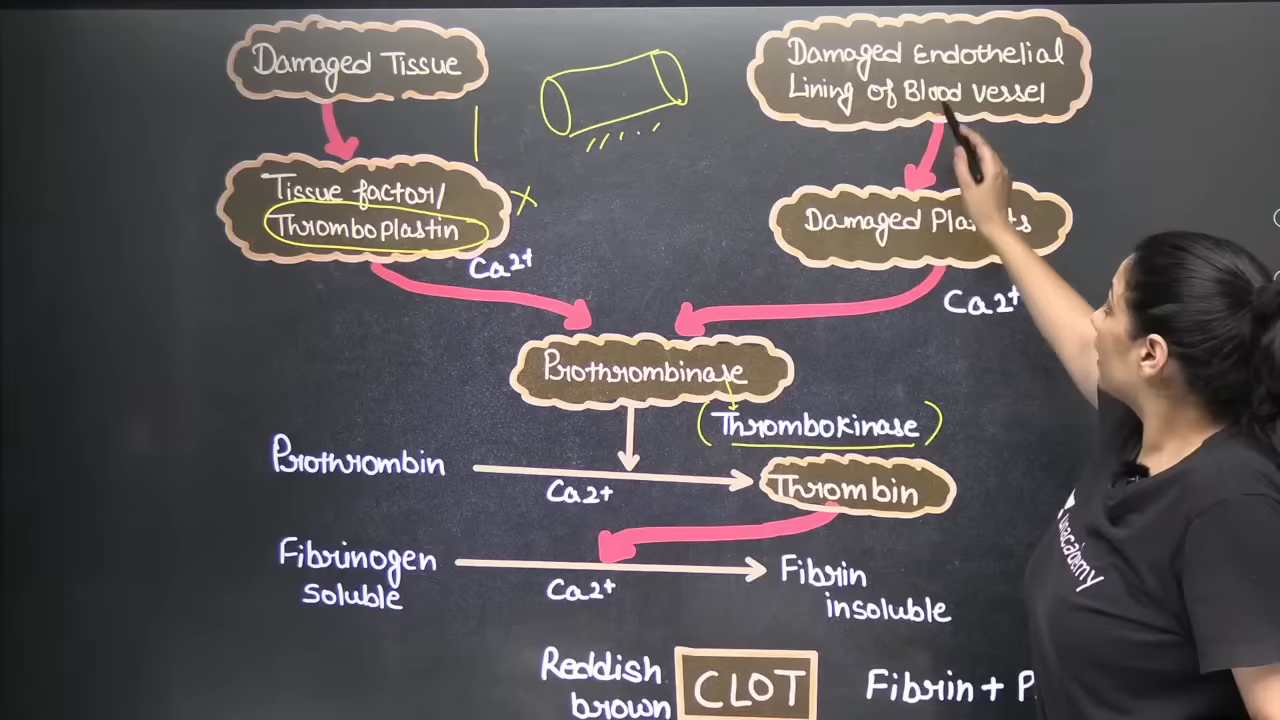 Damaged Tissue
Damaged Endothelial
Lining of Blood vessel
Tissue factor/
Thromboplastin
Ca2+
Damaged
Ca2+
Prothrombinase
(Thrombokinase)
Prothrombin
Ca2+
Thrombin
Fibrinogen
soluble
Ca2+
Fibrin
insoluble
Reddish
brown
CLOT
Fibrin +
unacademy